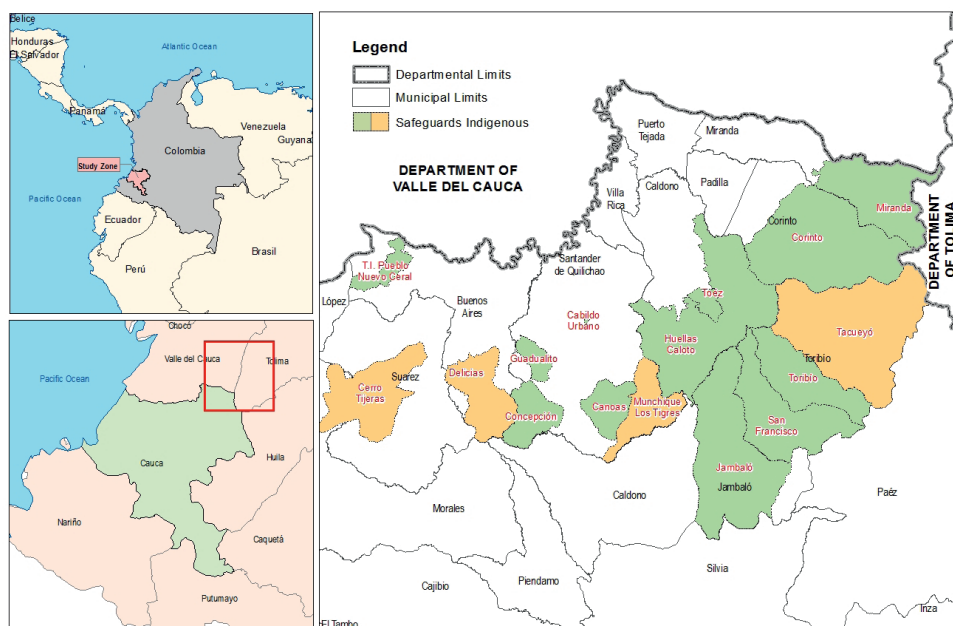 Belice
Honduras
El Salvador
Atlantic Ocean
Panamá
Venezuela
Guyana
Colombia
Study Zone
Pacific Ocean
Ecuador
Perú
Brasil
Chocó
Valle del Cauca
Tolima
Pacific Ocean
Cauca
Huila
Nariño
Caquetá
Putumayo
Legend
Departmental Limits
Municipal Limits
Safeguards Indigenous
DEPARTMENT OF
VALLE DEL CAUCA
DEPARTMENT
OF TOLIMA
Puerto
Tejada
Miranda
Caldono
Padilla
Villa
Rica
Corinto
Miranda
Corinto
Santander
de Quilichao
T.I. Pueblo
Nuevo Ceral
López
Buenos
Aires
Cabildo
Urbano
Toez
Tacueyó
Huellas
Caloto
Toribío
Toribío
Guadualito
Delicias
Suarez
Cerro
Tijeras
Concepción
Canoas
Munchique
Los Tigres
San
Francisco
Jambaló
Jambaló
Caldono
Paéz
Morales
Silvia
Piendamo
Cajibio
El Tambo
Inza